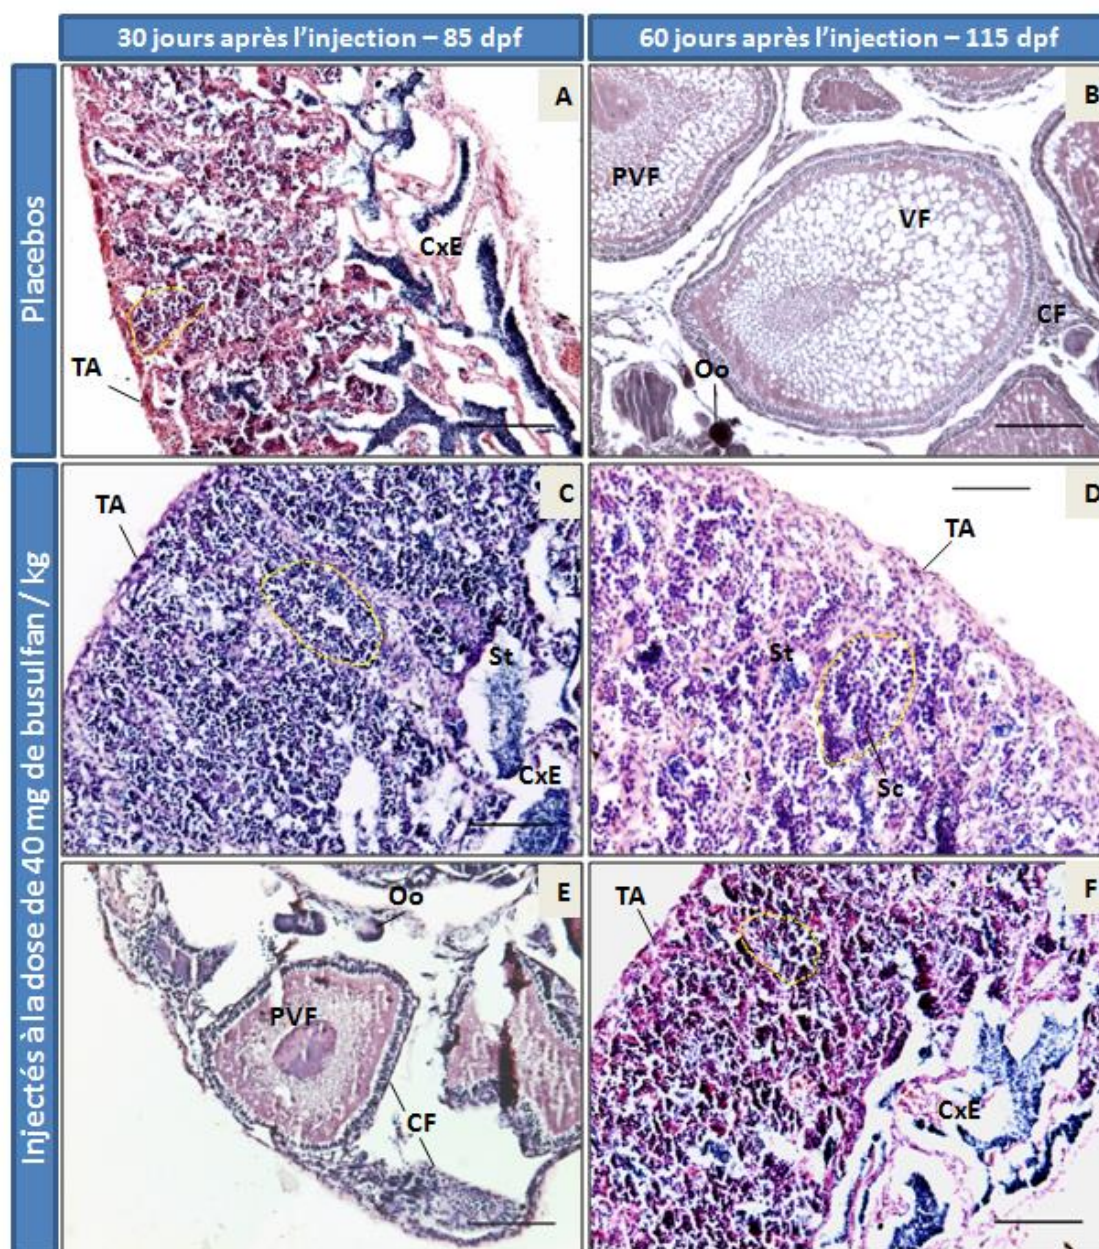 30 jours après l’injection – 85 dpf
60 jours après l’injection – 115 dpf
Placebos
A
CxE
TA
B
PVF
VF
CF
Oo
Injectés à la dose de 40 mg de busulfan / kg
C
TA
St
CxE
D
TA
St
Sc
E
Oo
PVF
CF
F
TA
CxE